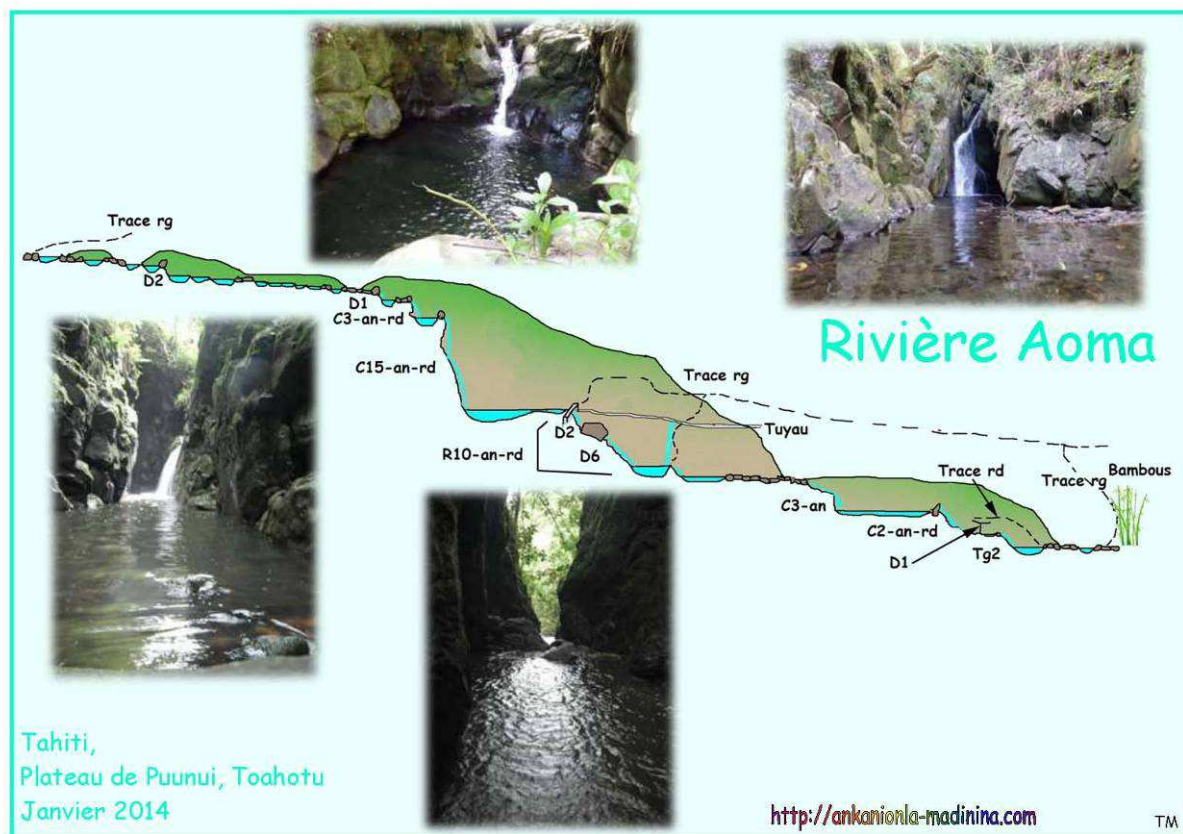 Trace rg
D2
D1
C3-an-rd
C15-an-rd
Rivière Aoma
Trace rg
Tuyau
D2
D6
R10-an-rd
Trace rd
Trace rg
Bambous
C3-an
C2-an-rd
D1
Tg2
Tahiti,
Plateau de Puunui, Toahotu
Janvier 2014
http://ankanionla-madinina.com
TM